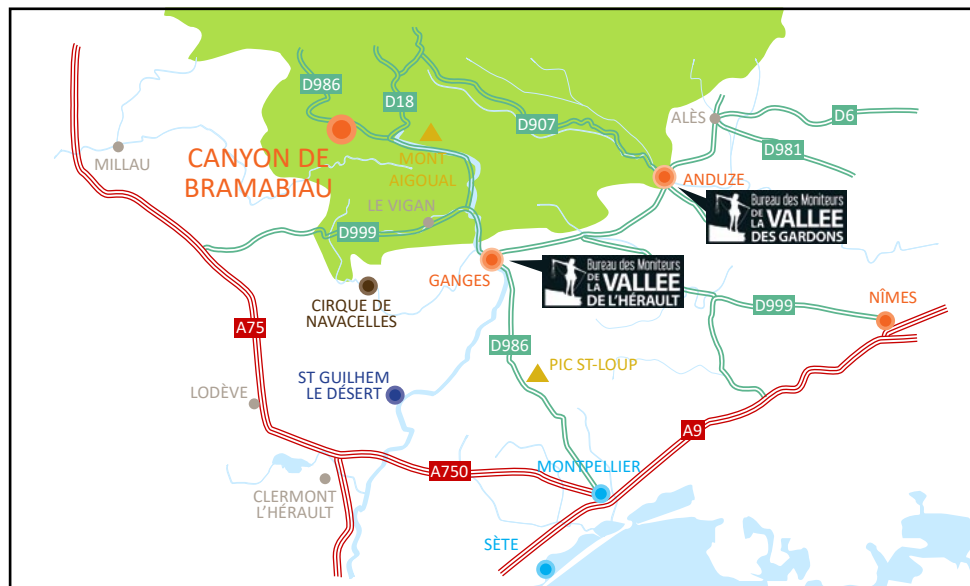 D986
D18
D907
ALÈS
D6
D981
MILLAU
CANYON DE
BRAMABIAU
MONT
AIGOUAL
ANDUZE
LE VIGAN
Bureau des Moniteurs
DE LA VALLEE
DES GARDONS
D999
GANGES
Bureau des Moniteurs
DE LA VALLEE
DE L'HÉRAULT
CIRQUE DE
NAVACELLES
NÎMES
D999
A75
D986
PIC ST-LOUP
ST GUILHEM
LE DÉSERT
LODÈVE
A9
A750
MONTPELLIER
CLERMONT
L'HÉRAULT
SÈTE